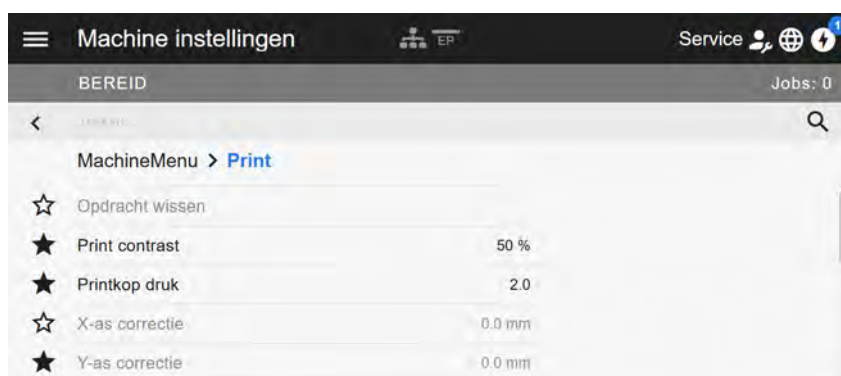 Machine instellingen EP Service 1
BEREID Jobs: 0
MachineMenu > Print
Opdracht wissen
Print contrast 50 %
Printkop druk 2.0
X-as correctie 0.0 mm
Y-as correctie 0.0 mm